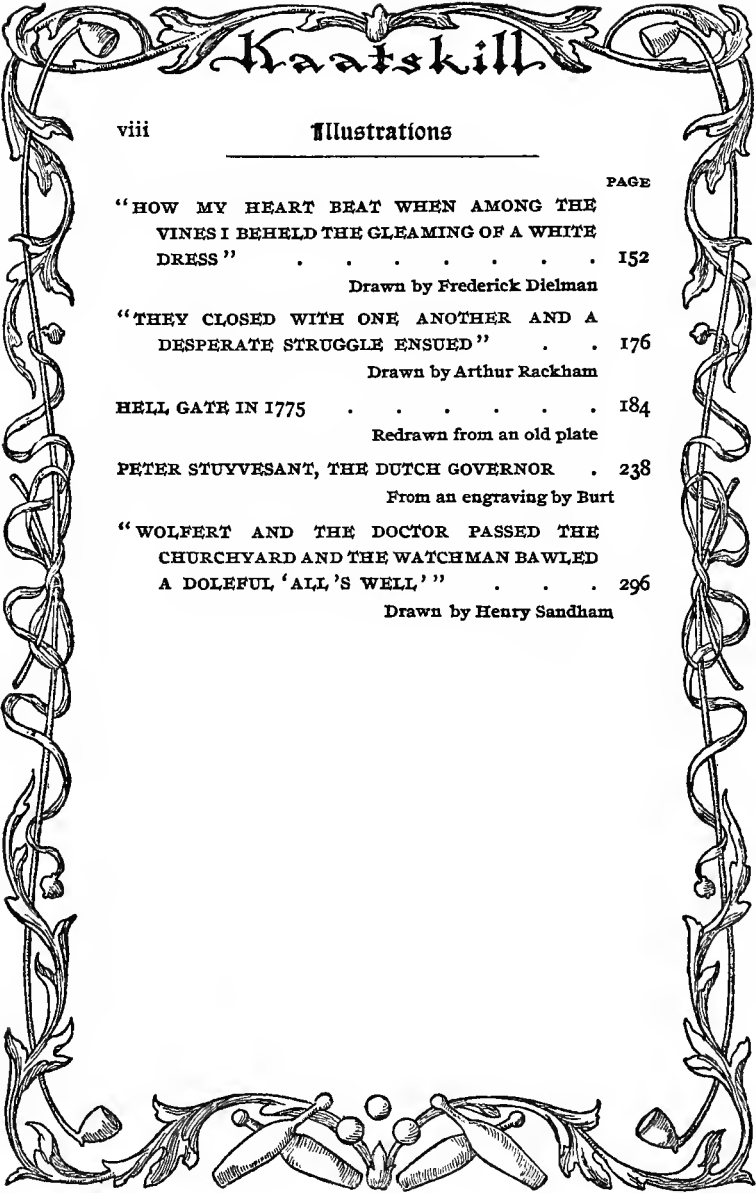 Kaatskill
viii Illustrations
PAGE
"HOW MY HEART BEAT WHEN AMONG THE
VINES I BEHELD THE GLEAMING OF A WHITE
DRESS" . . . . . . . 152
Drawn by Frederick Dielman
"THEY CLOSED WITH ONE ANOTHER AND A
DESPERATE STRUGGLE ENSUED" . . 176
Drawn by Arthur Rackham
HELL GATE IN 1775 . . . . . . 184
Redrawn from an old plate
PETER STUYVESANT, THE DUTCH GOVERNOR . 238
From an engraving by Burt
"WOLFERT AND THE DOCTOR PASSED THE
CHURCHYARD AND THE WATCHMAN BAWLED
A DOLEFUL 'ALL'S WELL'" . . . 296
Drawn by Henry Sandham